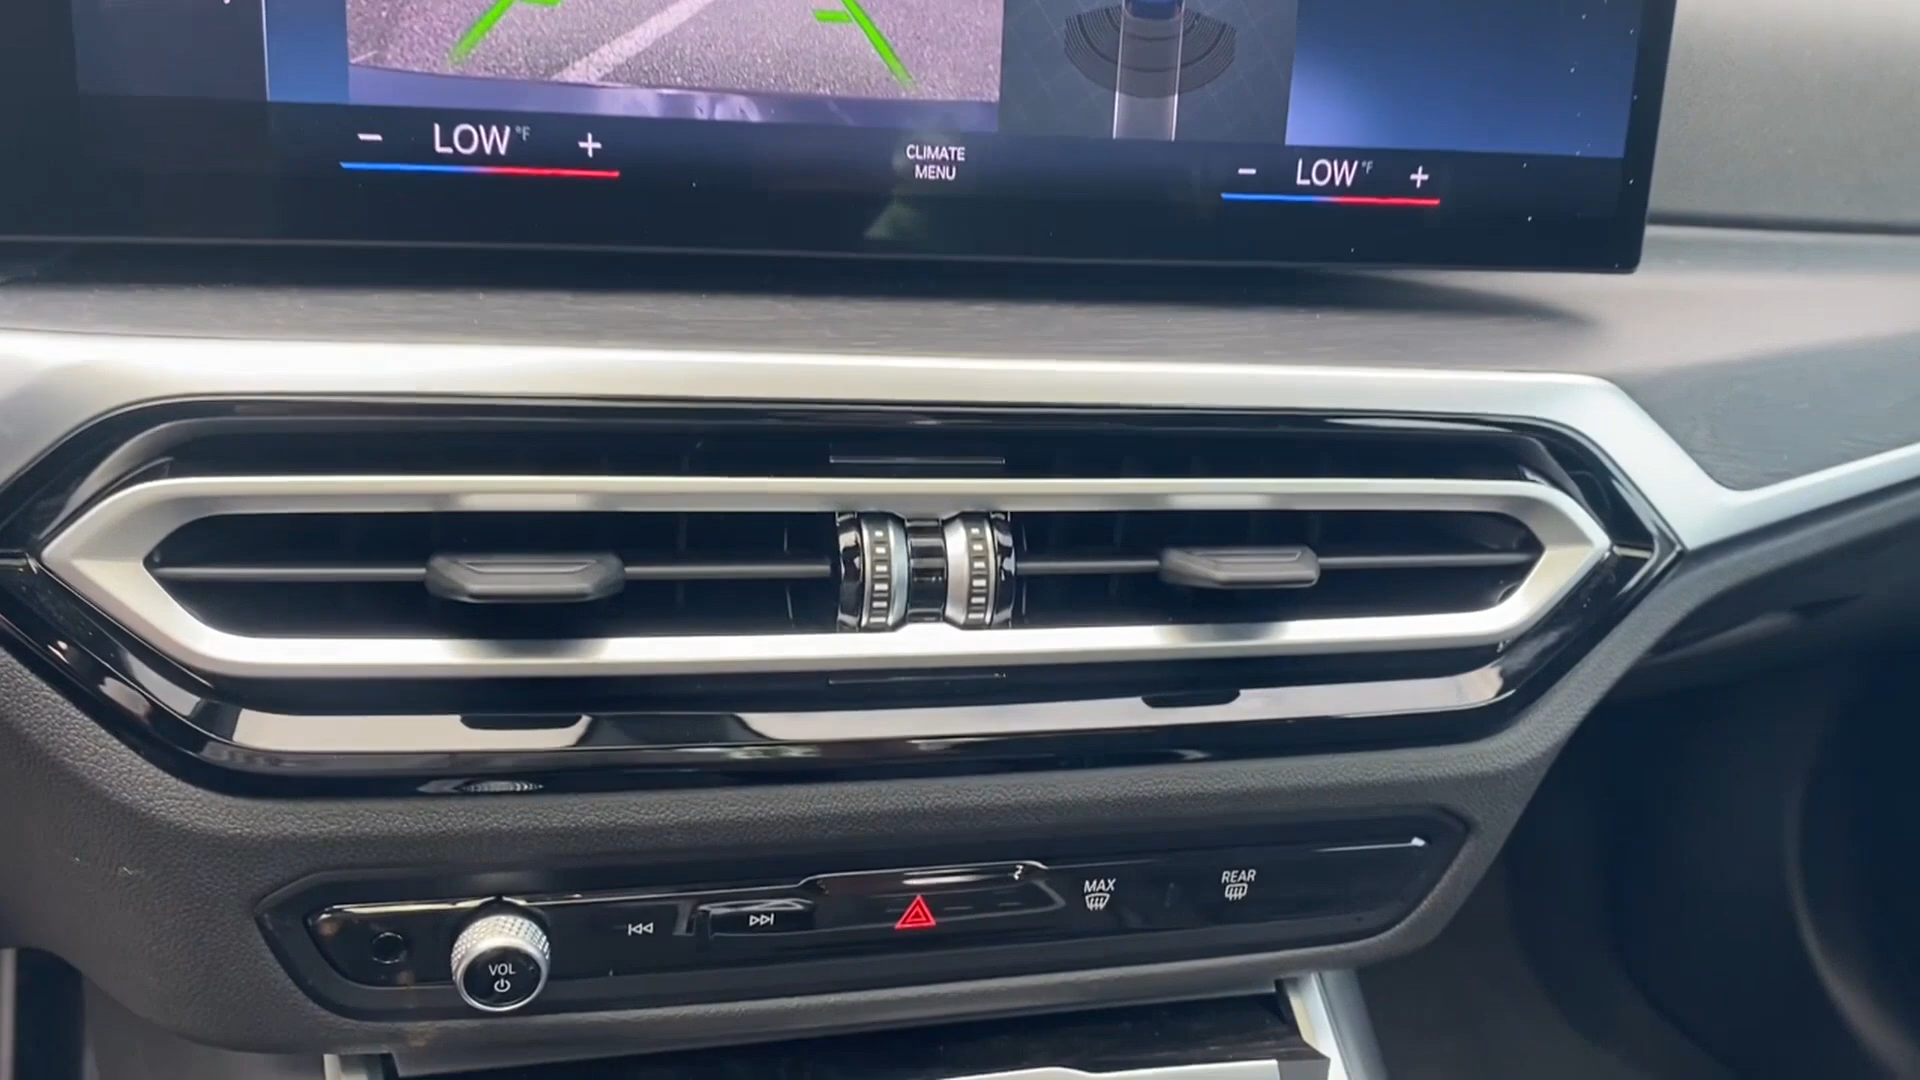 − LOW °F +
CLIMATE
MENU
− LOW °F +
VOL
MAX
REAR